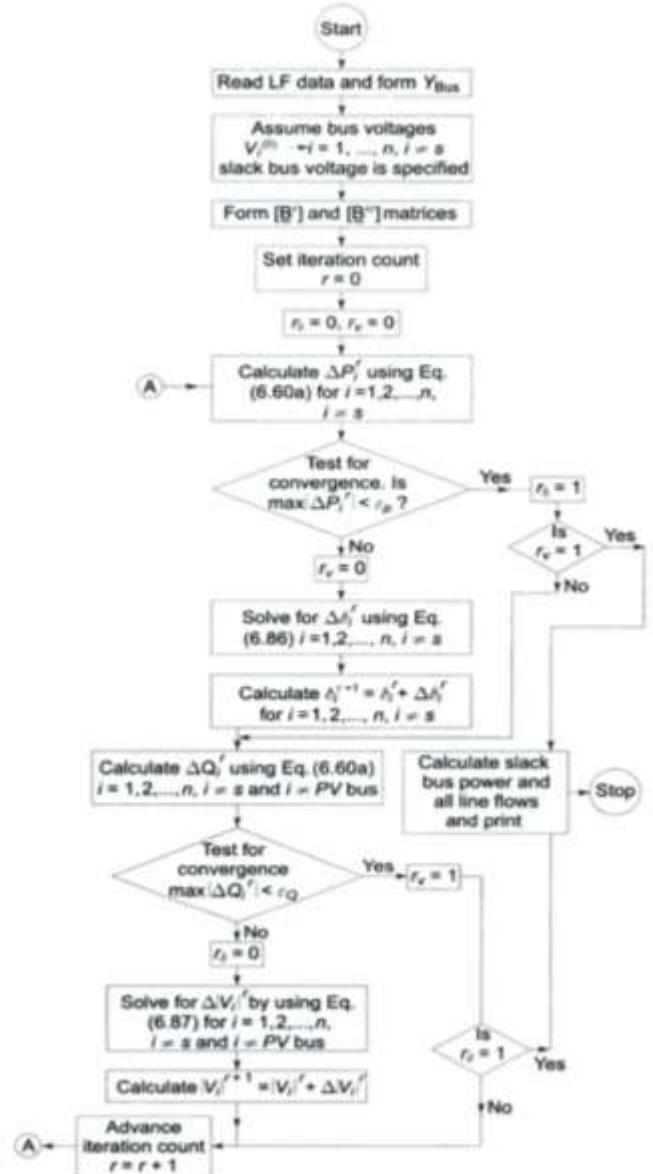 Start
Read LF data and form Y_Bus
Assume bus voltages
V_i^(0) i = 1, ..., n, i ≠ s
slack bus voltage is specified
Form [B'] and [B''] matrices
Set iteration count
r = 0
r_δ = 0, r_v = 0
A
Calculate ΔP_i^r using Eq.
(6.60a) for i =1,2,...,n,
i ≠ s
Test for
convergence. Is
max|ΔP_i^r| < ε_p ?
Yes
r_δ = 1
Is
r_v = 1
Yes
No
No
r_v = 0
Solve for Δδ_i^r using Eq.
(6.86) i =1,2,..., n, i ≠ s
Calculate δ_i^r+1 = δ_i^r + Δδ_i^r
for i = 1, 2,..., n, i ≠ s
Calculate ΔQ_i^r using Eq. (6.60a)
i = 1,2,...,n, i ≠ s and i ≠ PV bus
Calculate slack
bus power and
all line flows
and print
Stop
Test for
convergence
max |ΔQ_i^r| < ε_Q
Yes
r_v = 1
No
r_δ = 0
Solve for Δ|V_i|^r by using Eq.
(6.87) for i = 1,2,...,n,
i ≠ s and i ≠ PV bus
Is
r_δ = 1
Yes
Calculate |V_i|^r+1 = |V_i|^r + Δ|V_i|^r
No
Advance
iteration count
r = r + 1
A